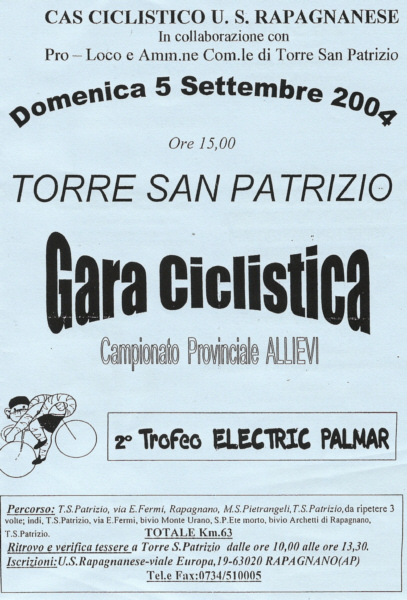 CAS CICLISTICO U. S. RAPAGNANESE
In collaborazione con
Pro – Loco e Amm.ne Com.le di Torre San Patrizio
Domenica 5 Settembre 2004
Ore 15,00
TORRE SAN PATRIZIO
Gara Ciclistica
Campionato Provinciale ALLIEVI
2° Trofeo ELECTRIC PALMAR
Percorso: T.S.Patrizio, via E.Fermi, Rapagnano, M.S.Pietrangeli,T.S.Patrizio,da ripetere 3
volte; indi, T.S.Patrizio, via E.Fermi, bivio Monte Urano, S.P.Ete morto, bivio Archetti di Rapagnano,
T.S.Patrizio. TOTALE Km.63
Ritrovo e verifica tessere a Torre S.Patrizio dalle ore 10,00 alle ore 13,30.
Iscrizioni:U.S.Rapagnanese-viale Europa,19-63020 RAPAGNANO(AP)
Tel.e Fax:0734/510005